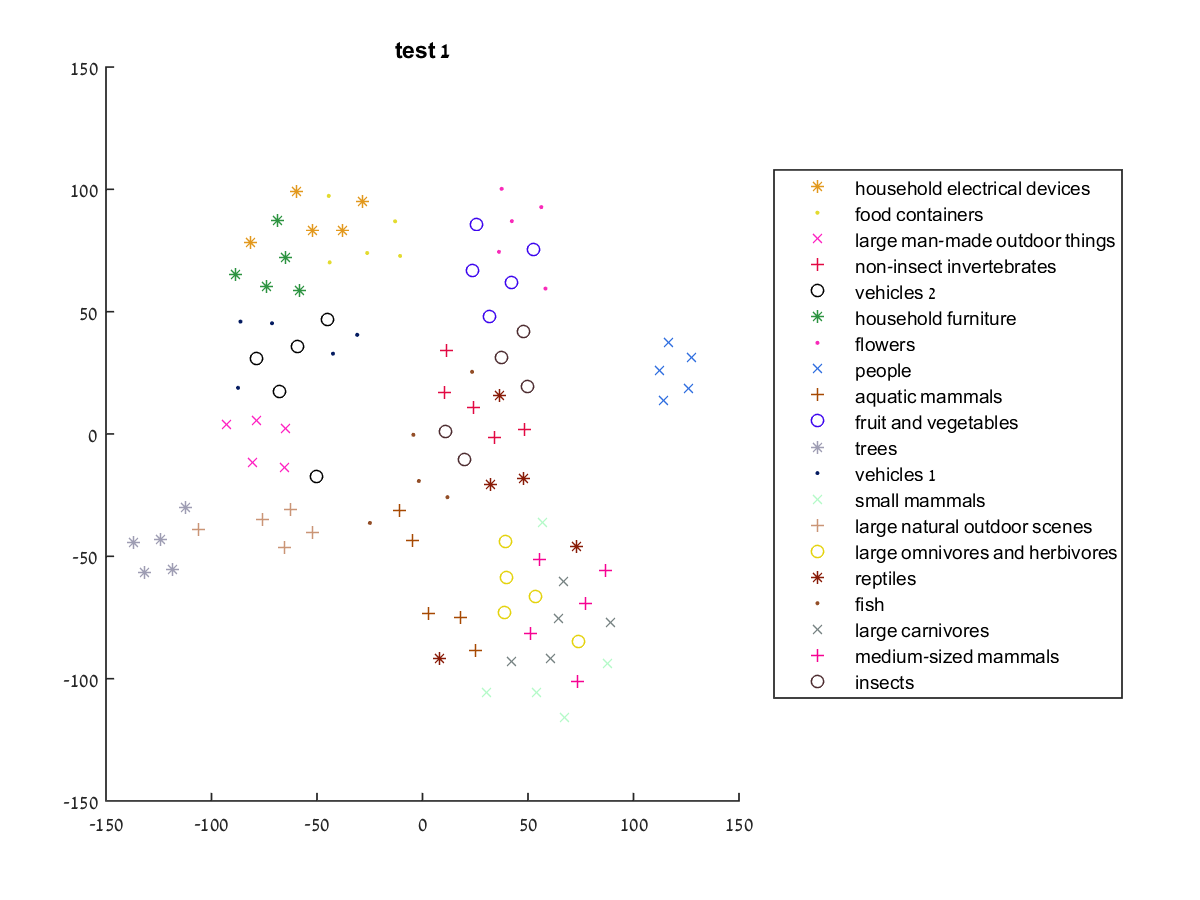 test 1
150
100
50
0
-50
-100
-150
-150 -100 -50 0 50 100 150
household electrical devices
food containers
large man-made outdoor things
non-insect invertebrates
vehicles 2
household furniture
flowers
people
aquatic mammals
fruit and vegetables
trees
vehicles 1
small mammals
large natural outdoor scenes
large omnivores and herbivores
reptiles
fish
large carnivores
medium-sized mammals
insects